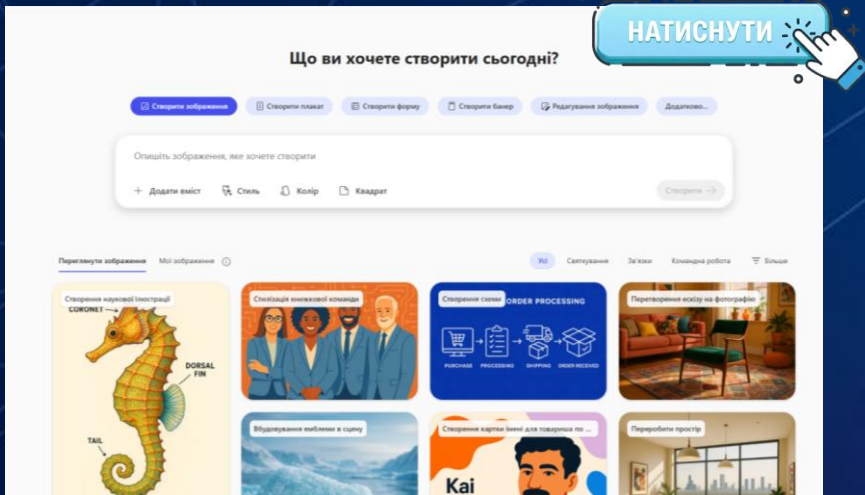 НАТИСНУТИ
Що ви хочете створити сьогодні?
Створити зображення Створити плакат Створити форму Створити банер Редагування зображення Додатково...
Опишіть зображення, яке хочете створити
Додати вміст Стиль Колір Квадрат Створити →
Переглянути зображення Мої зображення Усі Святкування Зв'язки Командна робота Більше
Створення наукової ілюстрації
CORONET
DORSAL
FIN
TAIL
Стилізація книжкової команди
Створення схеми
ORDER PROCESSING
PURCHASE PROCESSING SHIPPING ORDER RECEIVED
Перетворення ескізу на фотографію
Вбудовування емблеми в сцену
Створення картки імені для товариша по ...
Kai
Переробити простір